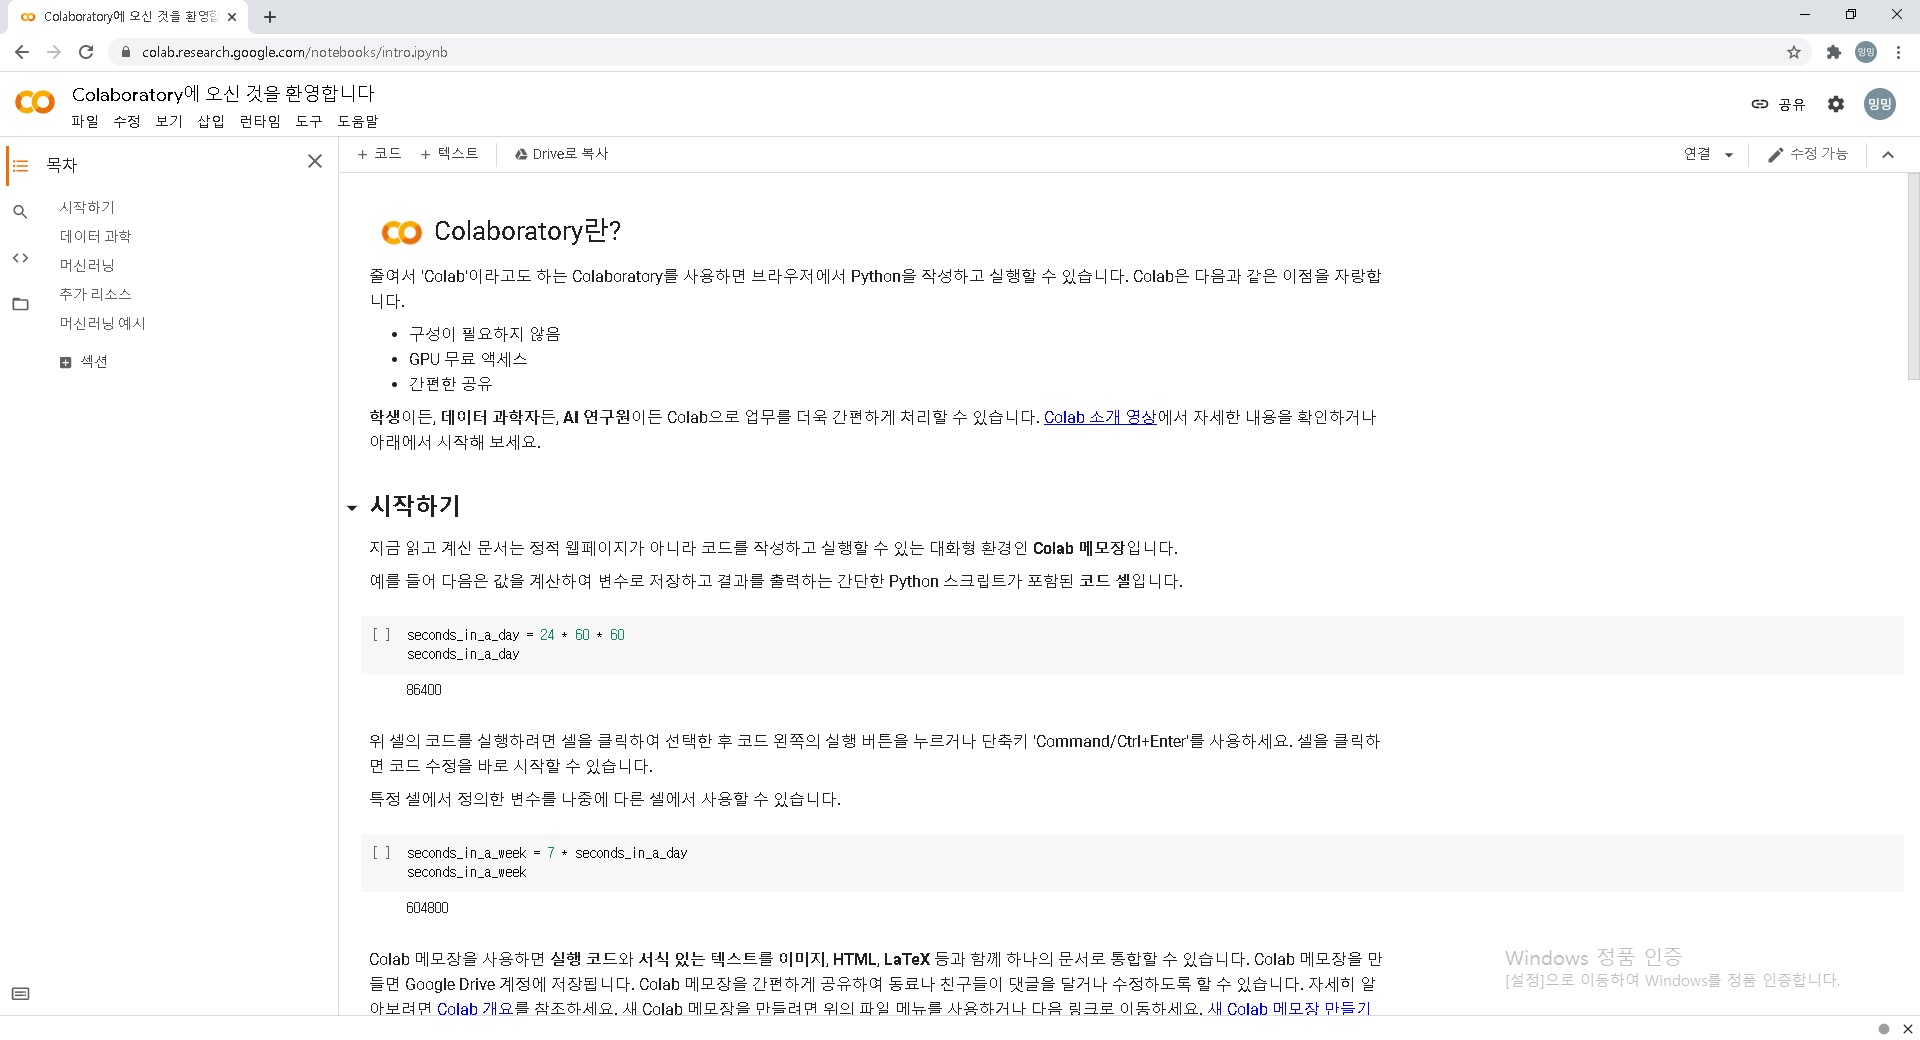 Colaboratory에 오신 것을 환영합
colab.research.google.com/notebooks/intro.ipynb
밍밍
Colaboratory에 오신 것을 환영합니다
파일 수정 보기 삽입 런타임 도구 도움말
공유
밍밍
목차
시작하기
데이터 과학
머신러닝
추가 리소스
머신러닝 예시
섹션
+ 코드 + 텍스트 Drive로 복사
연결 수정 가능
Colaboratory란?
줄여서 'Colab'이라고도 하는 Colaboratory를 사용하면 브라우저에서 Python을 작성하고 실행할 수 있습니다. Colab은 다음과 같은 이점을 자랑합
니다.
• 구성이 필요하지 않음
• GPU 무료 액세스
• 간편한 공유
학생이든, 데이터 과학자든, AI 연구원이든 Colab으로 업무를 더욱 간편하게 처리할 수 있습니다. Colab 소개 영상에서 자세한 내용을 확인하거나
아래에서 시작해 보세요.
시작하기
지금 읽고 계신 문서는 정적 웹페이지가 아니라 코드를 작성하고 실행할 수 있는 대화형 환경인 Colab 메모장입니다.
예를 들어 다음은 값을 계산하여 변수로 저장하고 결과를 출력하는 간단한 Python 스크립트가 포함된 코드 셀입니다.
[ ] seconds_in_a_day = 24 * 60 * 60
seconds_in_a_day
86400
위 셀의 코드를 실행하려면 셀을 클릭하여 선택한 후 코드 왼쪽의 실행 버튼을 누르거나 단축키 'Command/Ctrl+Enter'를 사용하세요. 셀을 클릭하
면 코드 수정을 바로 시작할 수 있습니다.
특정 셀에서 정의한 변수를 나중에 다른 셀에서 사용할 수 있습니다.
[ ] seconds_in_a_week = 7 * seconds_in_a_day
seconds_in_a_week
604800
Colab 메모장을 사용하면 실행 코드와 서식 있는 텍스트를 이미지, HTML, LaTeX 등과 함께 하나의 문서로 통합할 수 있습니다. Colab 메모장을 만
들면 Google Drive 계정에 저장됩니다. Colab 메모장을 간편하게 공유하여 동료나 친구들이 댓글을 달거나 수정하도록 할 수 있습니다. 자세히 알
아보려면 Colab 개요를 참조하세요. 새 Colab 메모장을 만들려면 위의 파일 메뉴를 사용하거나 다음 링크로 이동하세요. 새 Colab 메모장 만들기
Windows 정품 인증
[설정]으로 이동하여 Windows를 정품 인증합니다.